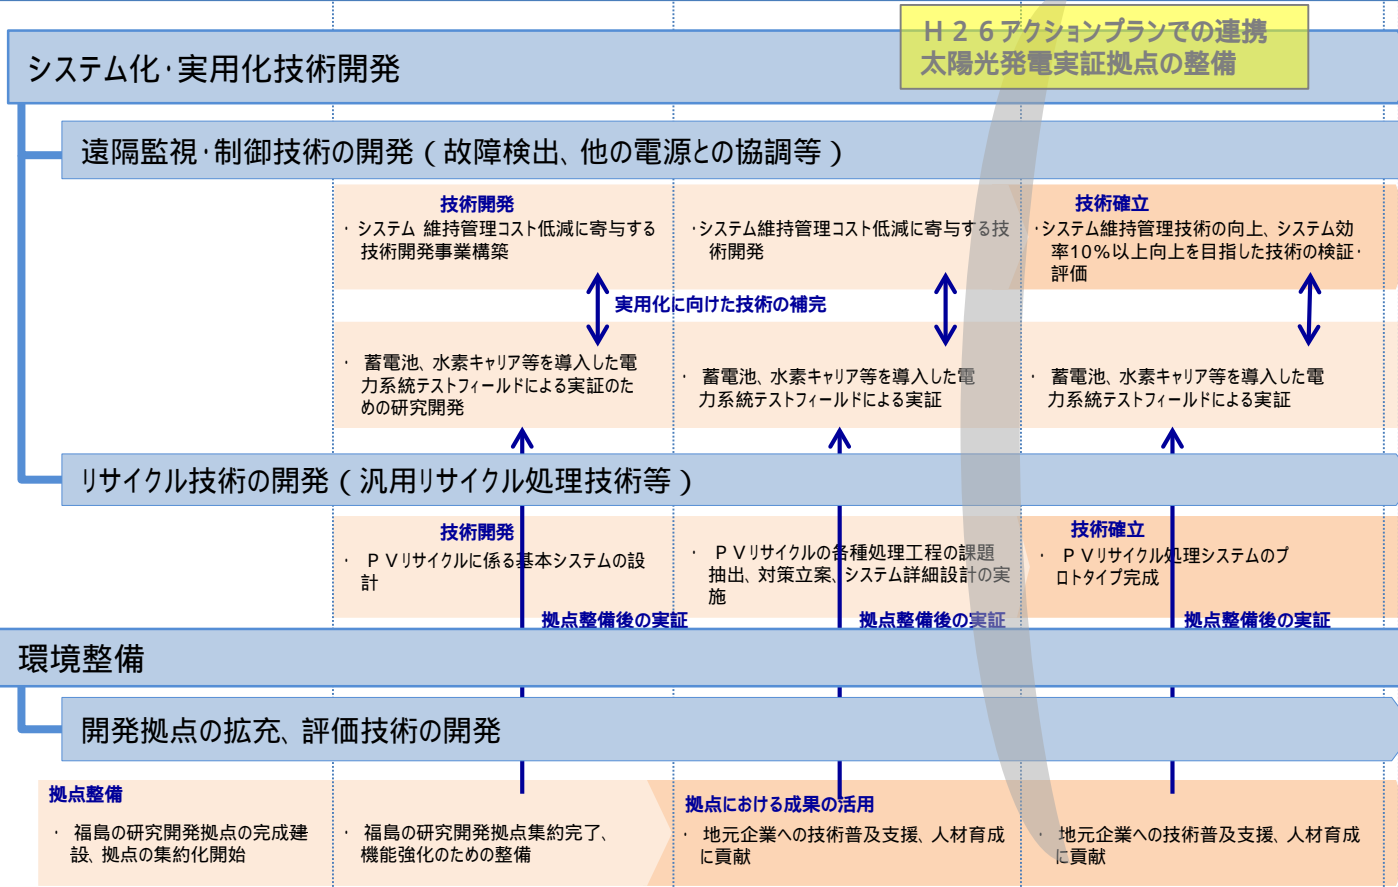 H26アクションプランでの連携
太陽光発電実証拠点の整備
システム化・実用化技術開発
遠隔監視・制御技術の開発(故障検出、他の電源との協調等)
技術開発
・システム 維持管理コスト低減に寄与する
技術開発事業構築
・システム維持管理コスト低減に寄与する技
術開発
技術確立
・システム維持管理技術の向上、システム効
率10%以上向上を目指した技術の検証・
評価
実用化に向けた技術の補完
・ 蓄電池、水素キャリア等を導入した電
力系統テストフィールドによる実証のた
めの研究開発
・ 蓄電池、水素キャリア等を導入した電
力系統テストフィールドによる実証
・ 蓄電池、水素キャリア等を導入した電
力系統テストフィールドによる実証
リサイクル技術の開発(汎用リサイクル処理技術等)
技術開発
・ PVリサイクルに係る基本システムの設
計
・ PVリサイクルの各種処理工程の課題
抽出、対策立案、システム詳細設計の実
施
技術確立
・ PVリサイクル処理システムのプ
ロトタイプ完成
拠点整備後の実証
拠点整備後の実証
拠点整備後の実証
環境整備
開発拠点の拡充、評価技術の開発
拠点整備
・ 福島の研究開発拠点の完成建
設、拠点の集約化開始
・ 福島の研究開発拠点集約完了、
機能強化のための整備
拠点における成果の活用
・ 地元企業への技術普及支援、人材育成
に貢献
・ 地元企業への技術普及支援、人材育成
に貢献